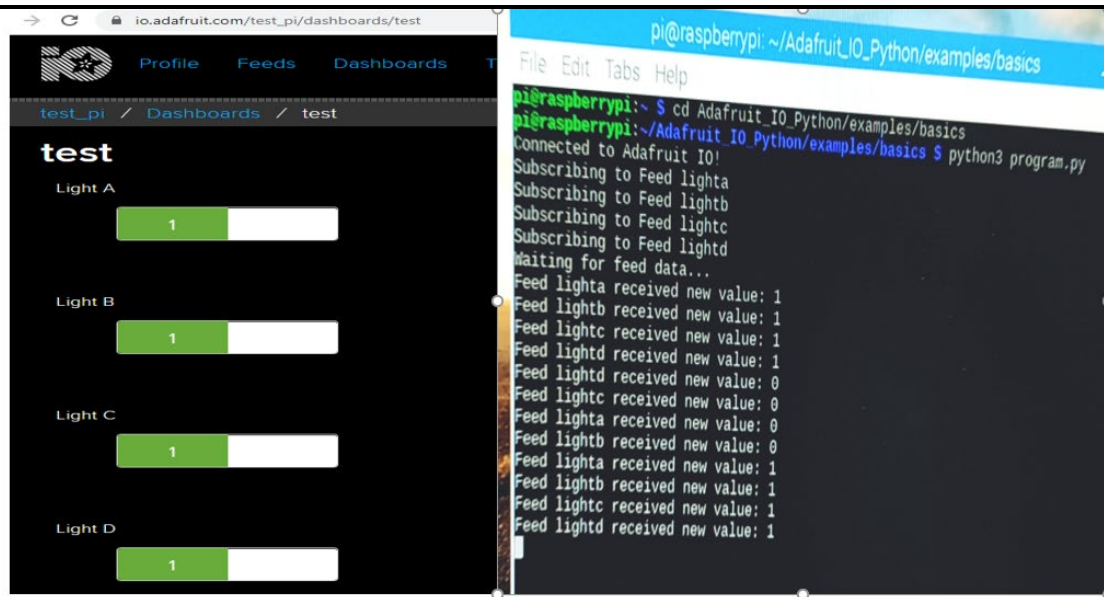 io.adafruit.com/test_pi/dashboards/test
Profile Feeds Dashboards
test_pi / Dashboards / test
test
Light A
1
Light B
1
Light C
1
Light D
1
pi@raspberrypi: ~/Adafruit_IO_Python/examples/basics
File Edit Tabs Help
pi@raspberrypi:~ $ cd Adafruit_IO_Python/examples/basics
pi@raspberrypi:~/Adafruit_IO_Python/examples/basics $ python3 program.py
Connected to Adafruit IO!
Subscribing to Feed lighta
Subscribing to Feed lightb
Subscribing to Feed lightc
Subscribing to Feed lightd
Waiting for feed data...
Feed lighta received new value: 1
Feed lightb received new value: 1
Feed lightc received new value: 1
Feed lightd received new value: 1
Feed lightd received new value: 0
Feed lightc received new value: 0
Feed lighta received new value: 0
Feed lightb received new value: 0
Feed lighta received new value: 1
Feed lightb received new value: 1
Feed lightc received new value: 1
Feed lightd received new value: 1